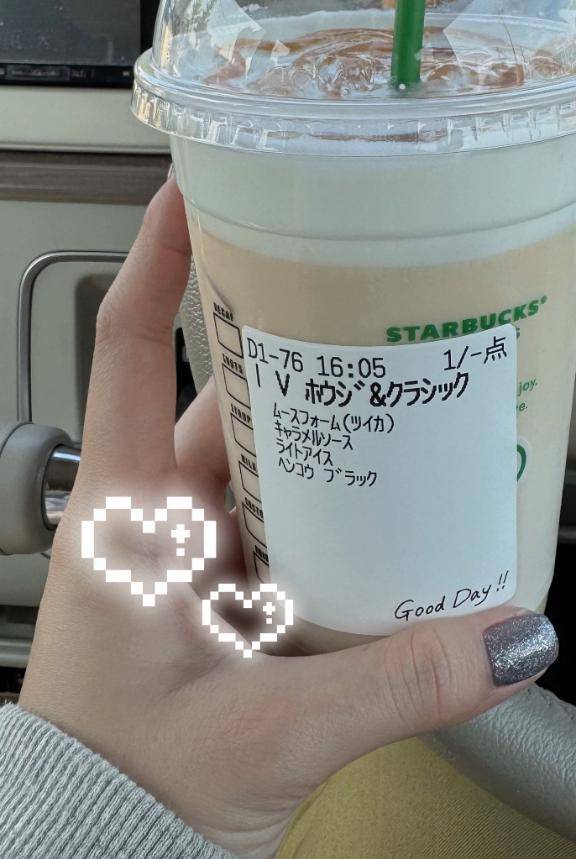 STARBUCKS®
D1-76 16:05 1/-点
I V ホウジ&クラシック
ムースフォーム(ツイカ)
キャラメルソース
ライトアイス
ヘンコウ ブラック
joy.
Good Day!!